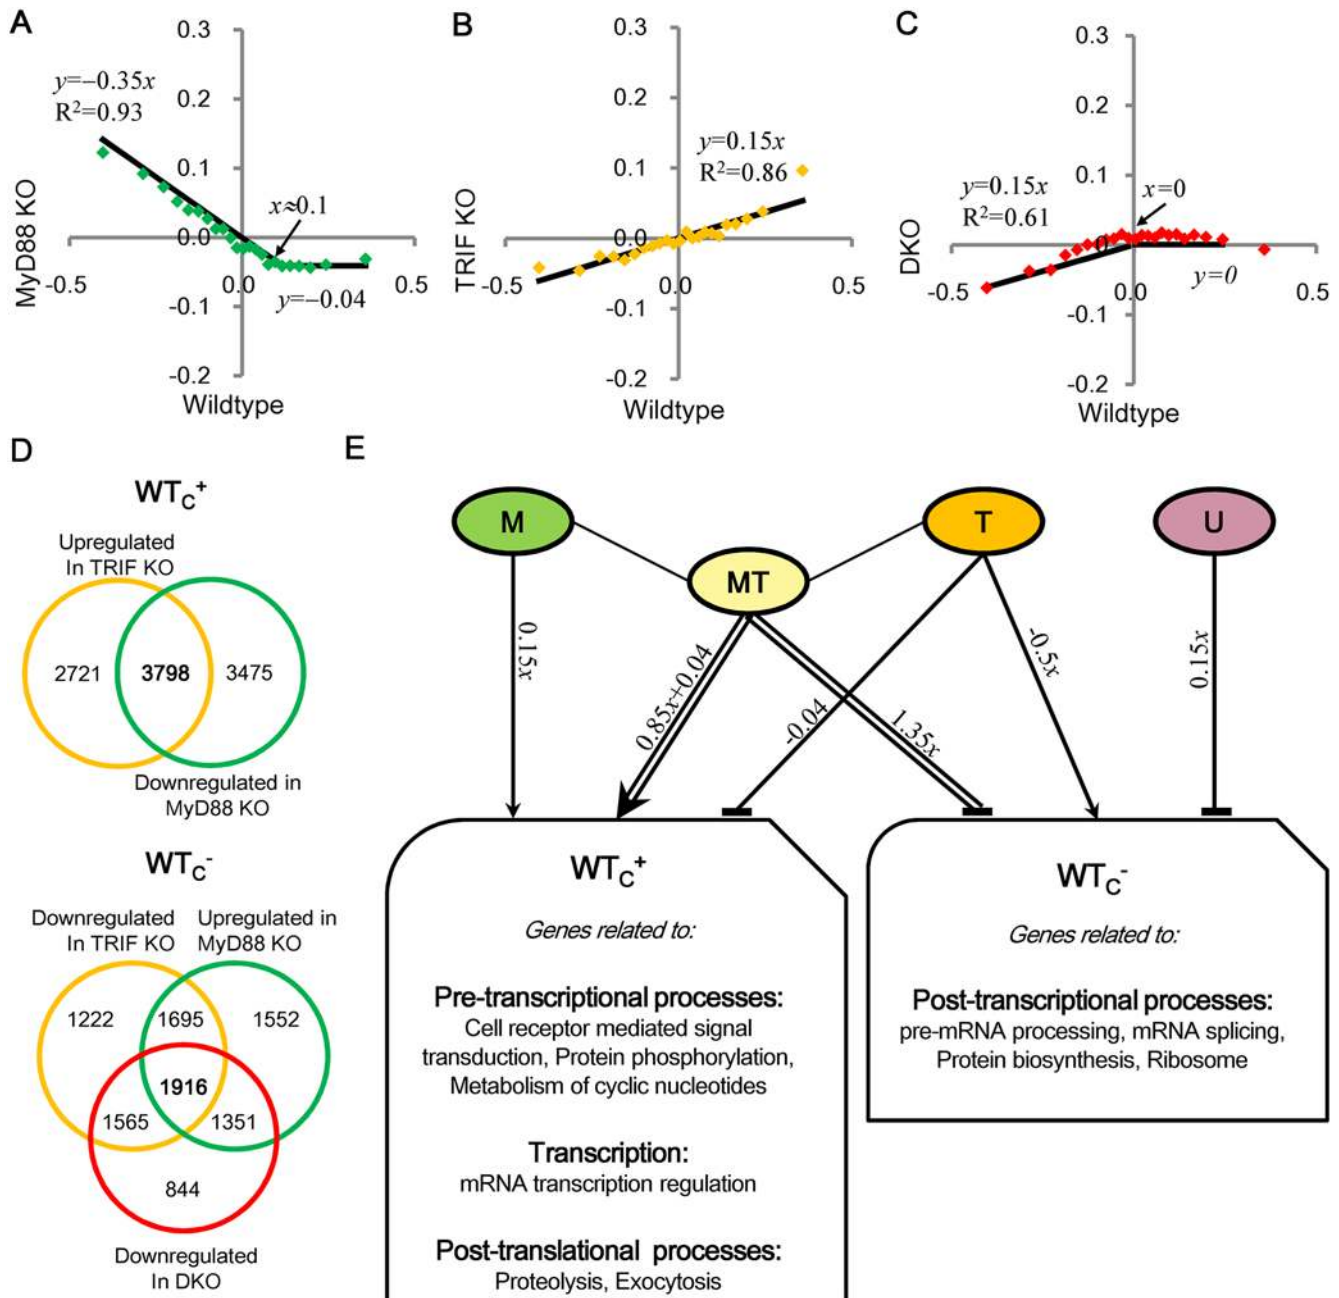 A
0.3
0.2
0.1
0.0
-0.1
-0.2
-0.5
0.5
y=−0.35x
R²=0.93
x≈0.1
y=−0.04
MyD88 KO
Wildtype
B
0.3
0.2
0.1
0.0
-0.1
-0.2
-0.5
0.0
0.5
y=0.15x
R²=0.86
TRIF KO
Wildtype
C
0.3
0.2
0.1
0
-0.1
-0.2
-0.5
0.0
0.5
y=0.15x
R²=0.61
x=0
y=0
DKO
Wildtype
D
WTC+
Upregulated
In TRIF KO
2721
3798
3475
Downregulated in
MyD88 KO
WTC-
Downregulated
In TRIF KO
Upregulated in
MyD88 KO
1222
1695
1552
1916
1565
1351
844
Downregulated
In DKO
E
M
T
U
MT
0.15x
0.85x+0.04
-0.04
1.35x
-0.5x
0.15x
WTC+
Genes related to:
Pre-transcriptional processes:
Cell receptor mediated signal
transduction, Protein phosphorylation,
Metabolism of cyclic nucleotides
Transcription:
mRNA transcription regulation
Post-translational processes:
Proteolysis, Exocytosis
WTC-
Genes related to:
Post-transcriptional processes:
pre-mRNA processing, mRNA splicing,
Protein biosynthesis, Ribosome